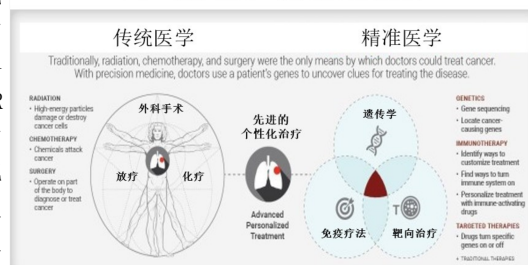 传统医学
精准医学
Traditionally, radiation, chemotherapy, and surgery were the only means by which doctors could treat cancer.
With precision medicine, doctors use a patient's genes to uncover clues for treating the disease.
RADIATION
• High-energy particles
damage or destroy
cancer cells
CHEMOTHERAPY
• Chemicals attack
cancer
SURGERY
• Operate on part
of the body to
diagnose or treat
cancer
外科手术
放疗
化疗
先进的
个性化治疗
Advanced
Personalized
Treatment
遗传学
免疫疗法
靶向治疗
GENETICS
• Gene sequencing
• Locate cancer-
causing genes
IMMUNOTHERAPY
• Identify ways to
customize treatment
• Find ways to turn
immune system on
• Personalize treatment
with immune-activating
drugs
TARGETED THERAPIES
• Drugs turn specific
genes on or off
+ TRADITIONAL THERAPIES